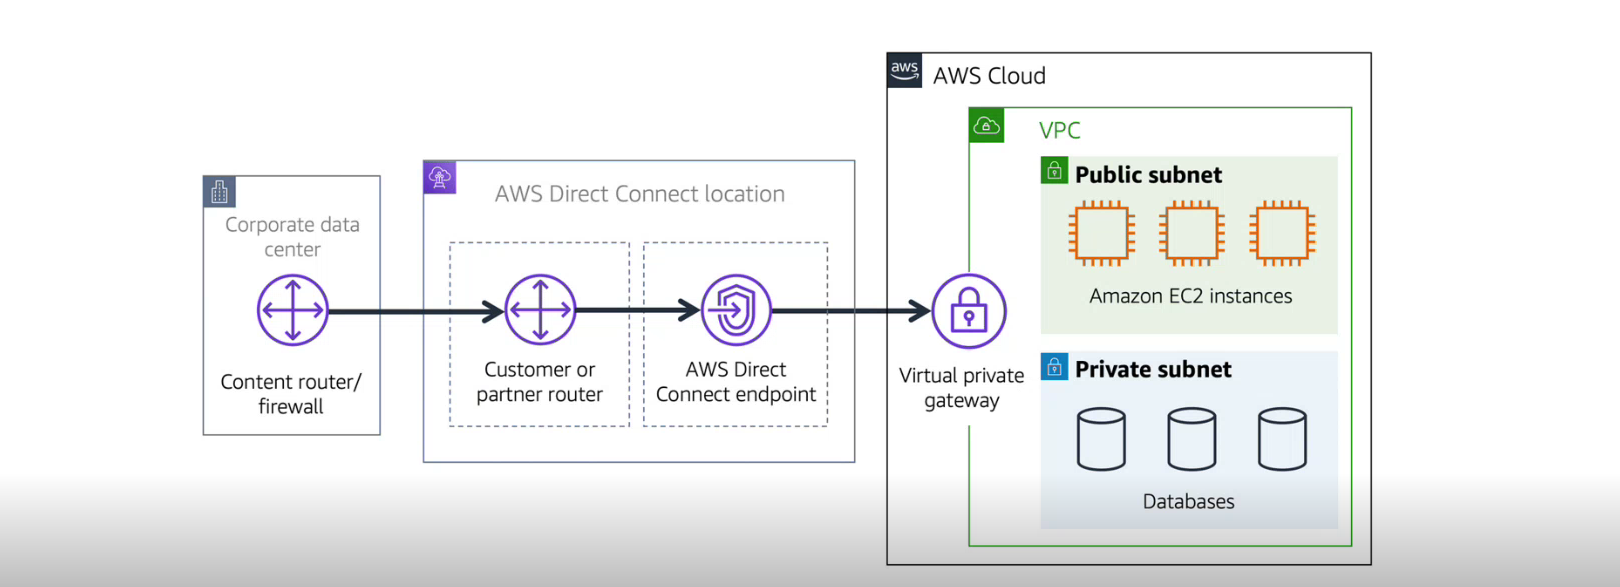 aws
AWS Cloud
VPC
Public subnet
Amazon EC2 instances
Private subnet
Databases
Virtual private
gateway
AWS Direct Connect location
Customer or
partner router
AWS Direct
Connect endpoint
Corporate data
center
Content router/
firewall